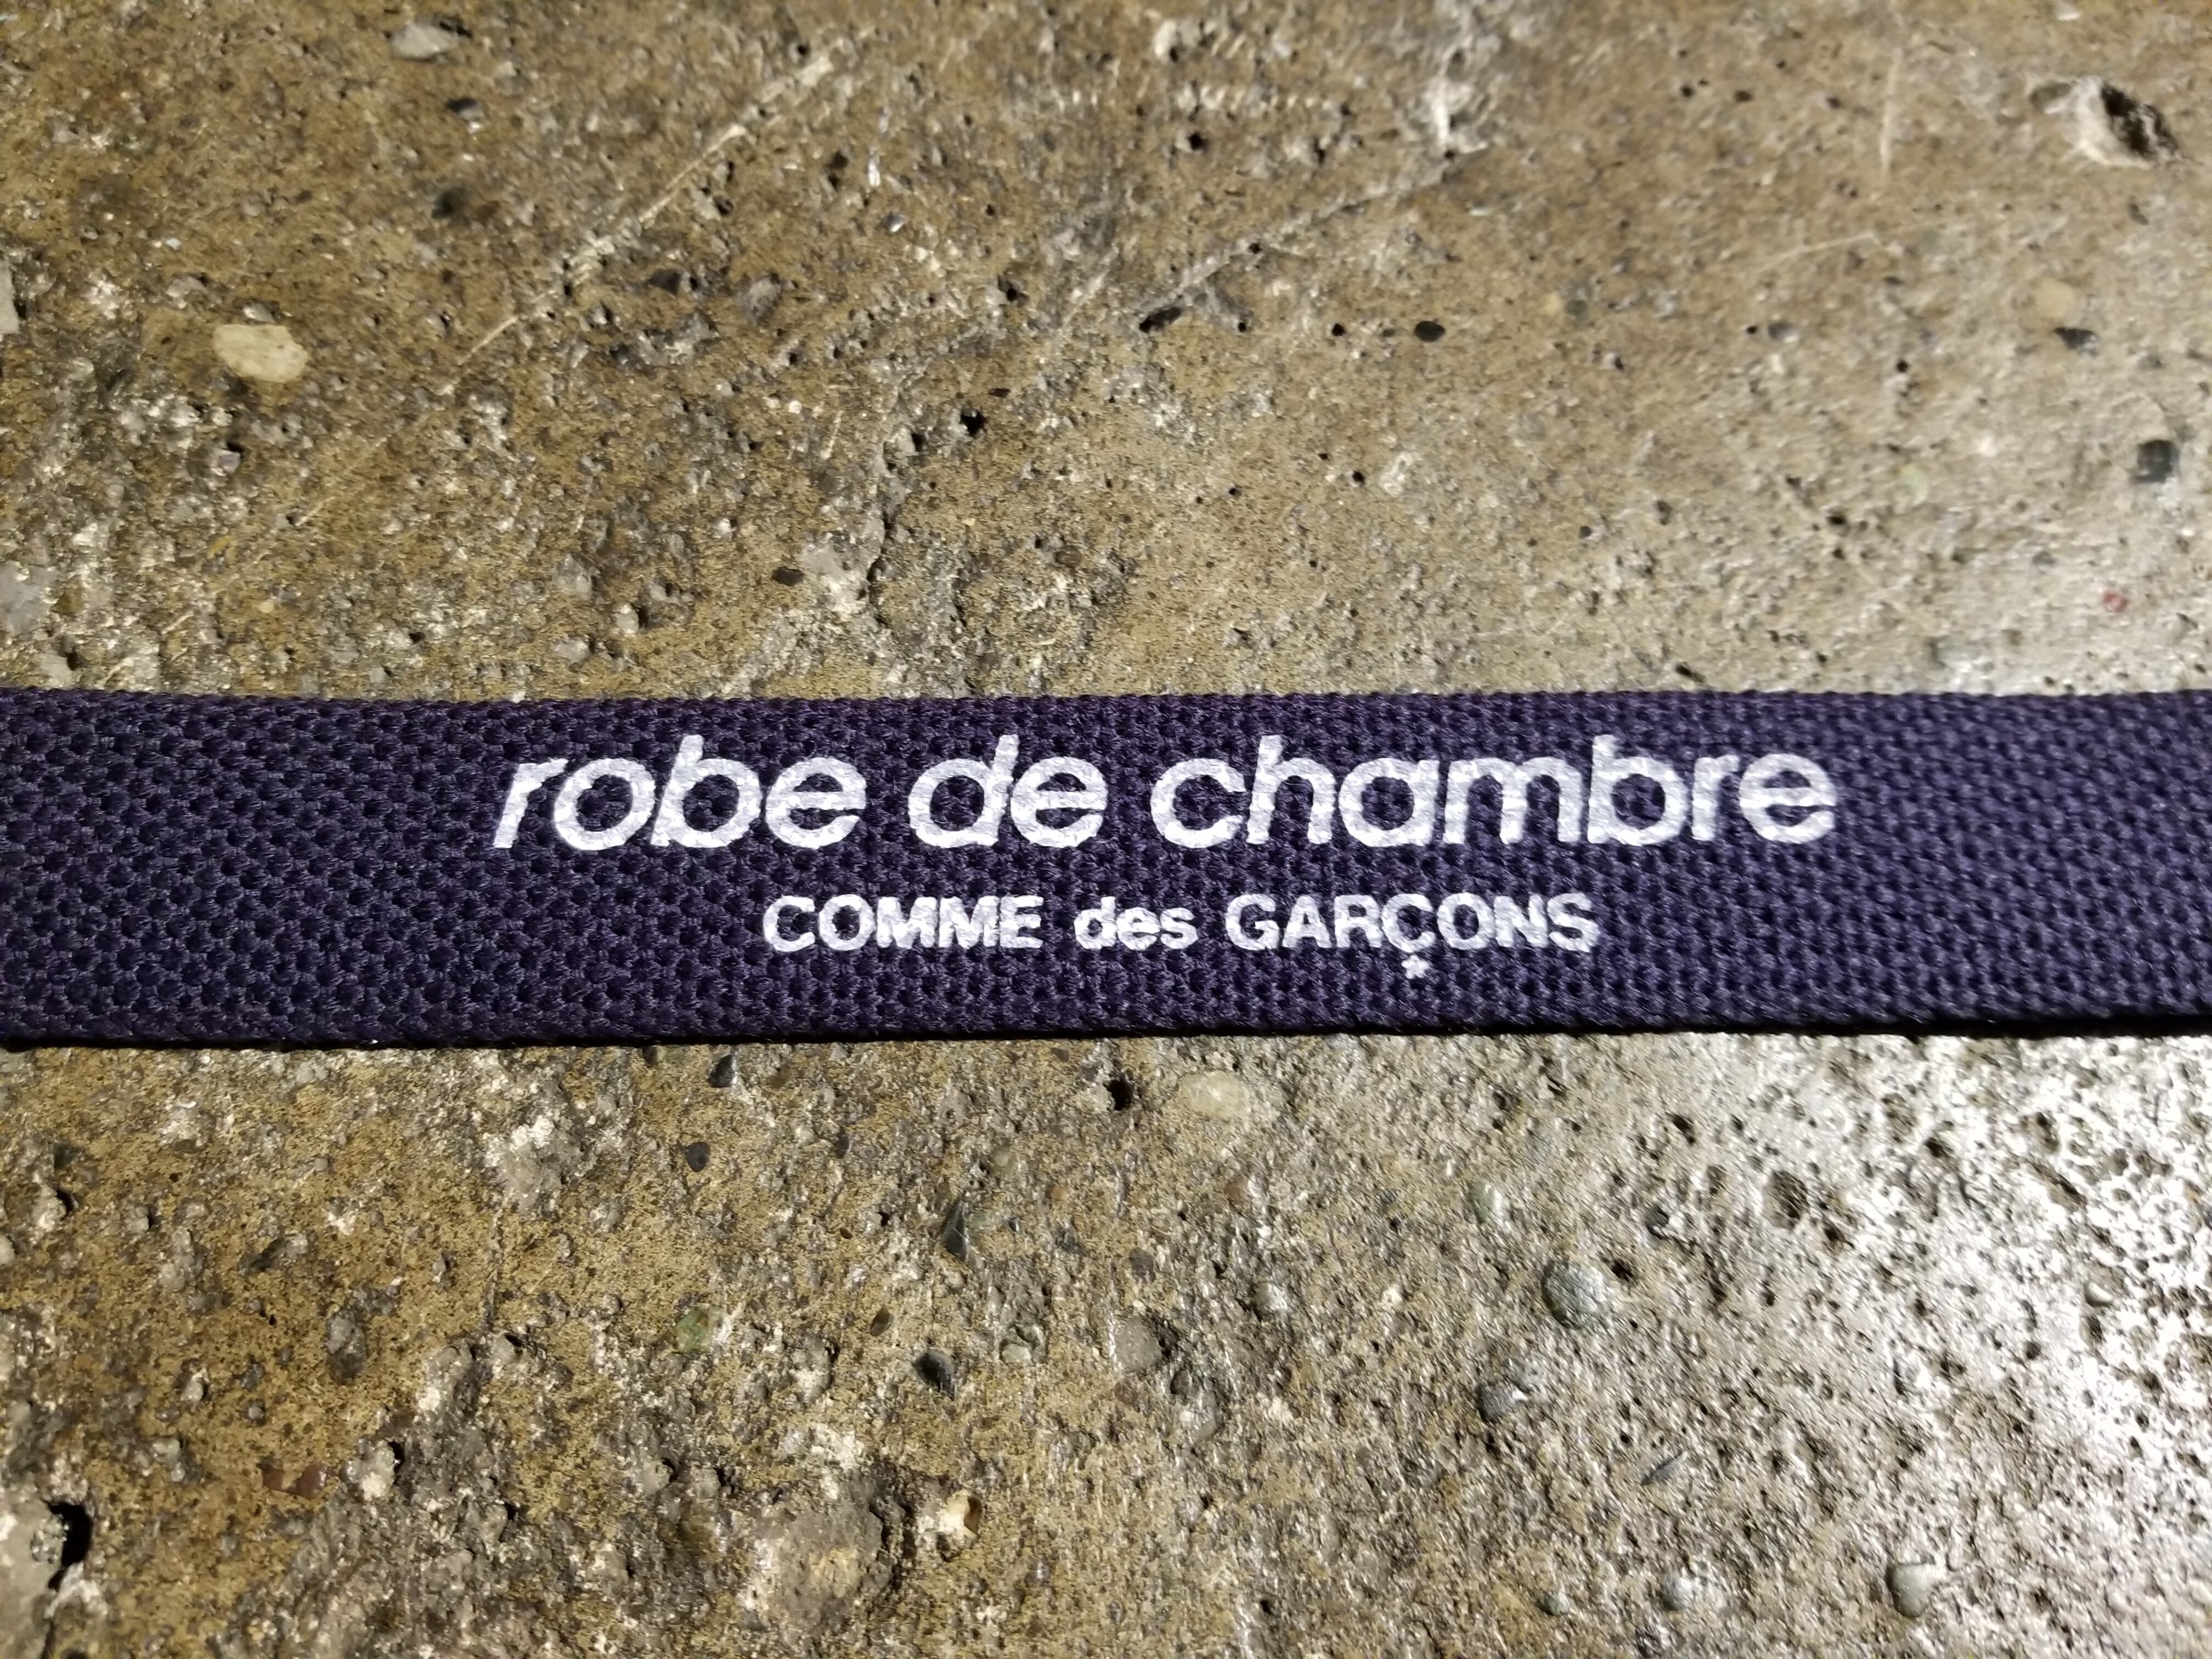 robe de chambre
COMME des GARÇONS